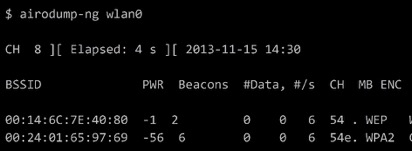 $ airodump-ng wlan0
CH 8 ][ Elapsed: 4 s ][ 2013-11-15 14:30
BSSID PWR Beacons #Data, #/s CH MB ENC
00:14:6C:7E:40:80 -1 2 0 0 6 54 . WEP
00:24:01:65:97:69 -56 6 0 0 6 54e. WPA2